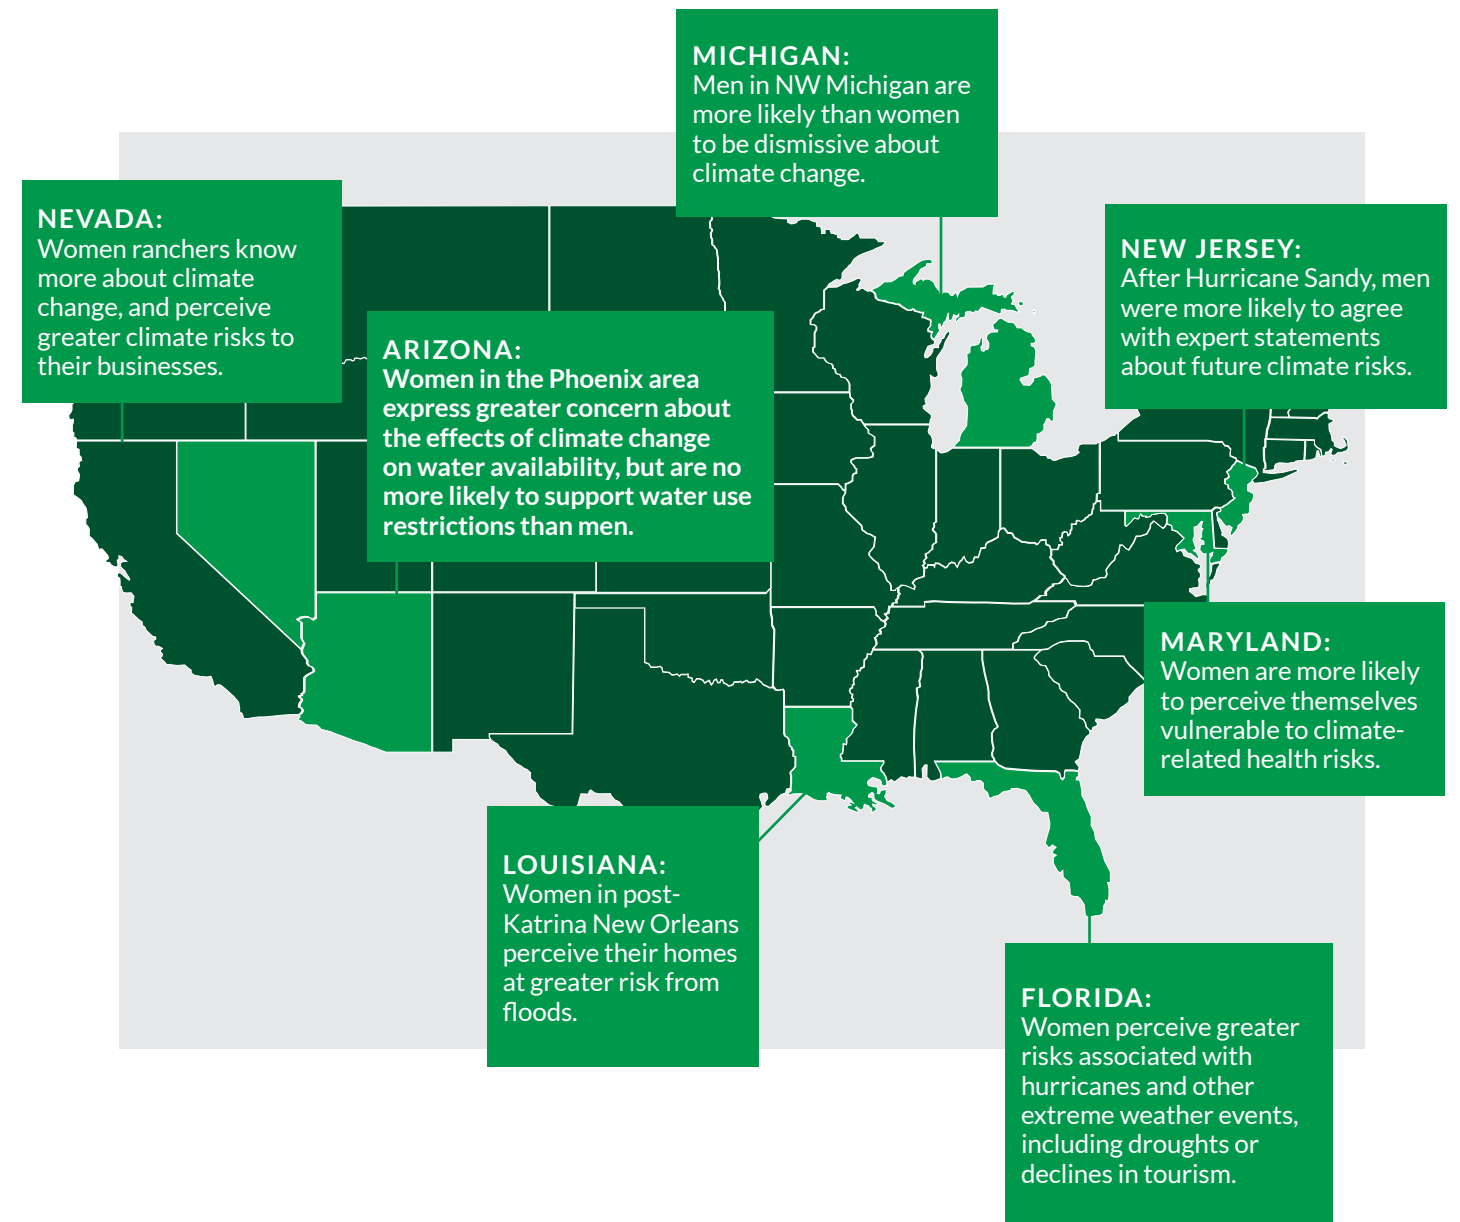 MICHIGAN:
Men in NW Michigan are
more likely than women
to be dismissive about
climate change.
NEVADA:
Women ranchers know
more about climate
change, and perceive
greater climate risks to
their businesses.
NEW JERSEY:
After Hurricane Sandy, men
were more likely to agree
with expert statements
about future climate risks.
ARIZONA:
Women in the Phoenix area
express greater concern about
the effects of climate change
on water availability, but are no
more likely to support water use
restrictions than men.
MARYLAND:
Women are more likely
to perceive themselves
vulnerable to climate-
related health risks.
LOUISIANA:
Women in post-
Katrina New Orleans
perceive their homes
at greater risk from
floods.
FLORIDA:
Women perceive greater
risks associated with
hurricanes and other
extreme weather events,
including droughts or
declines in tourism.